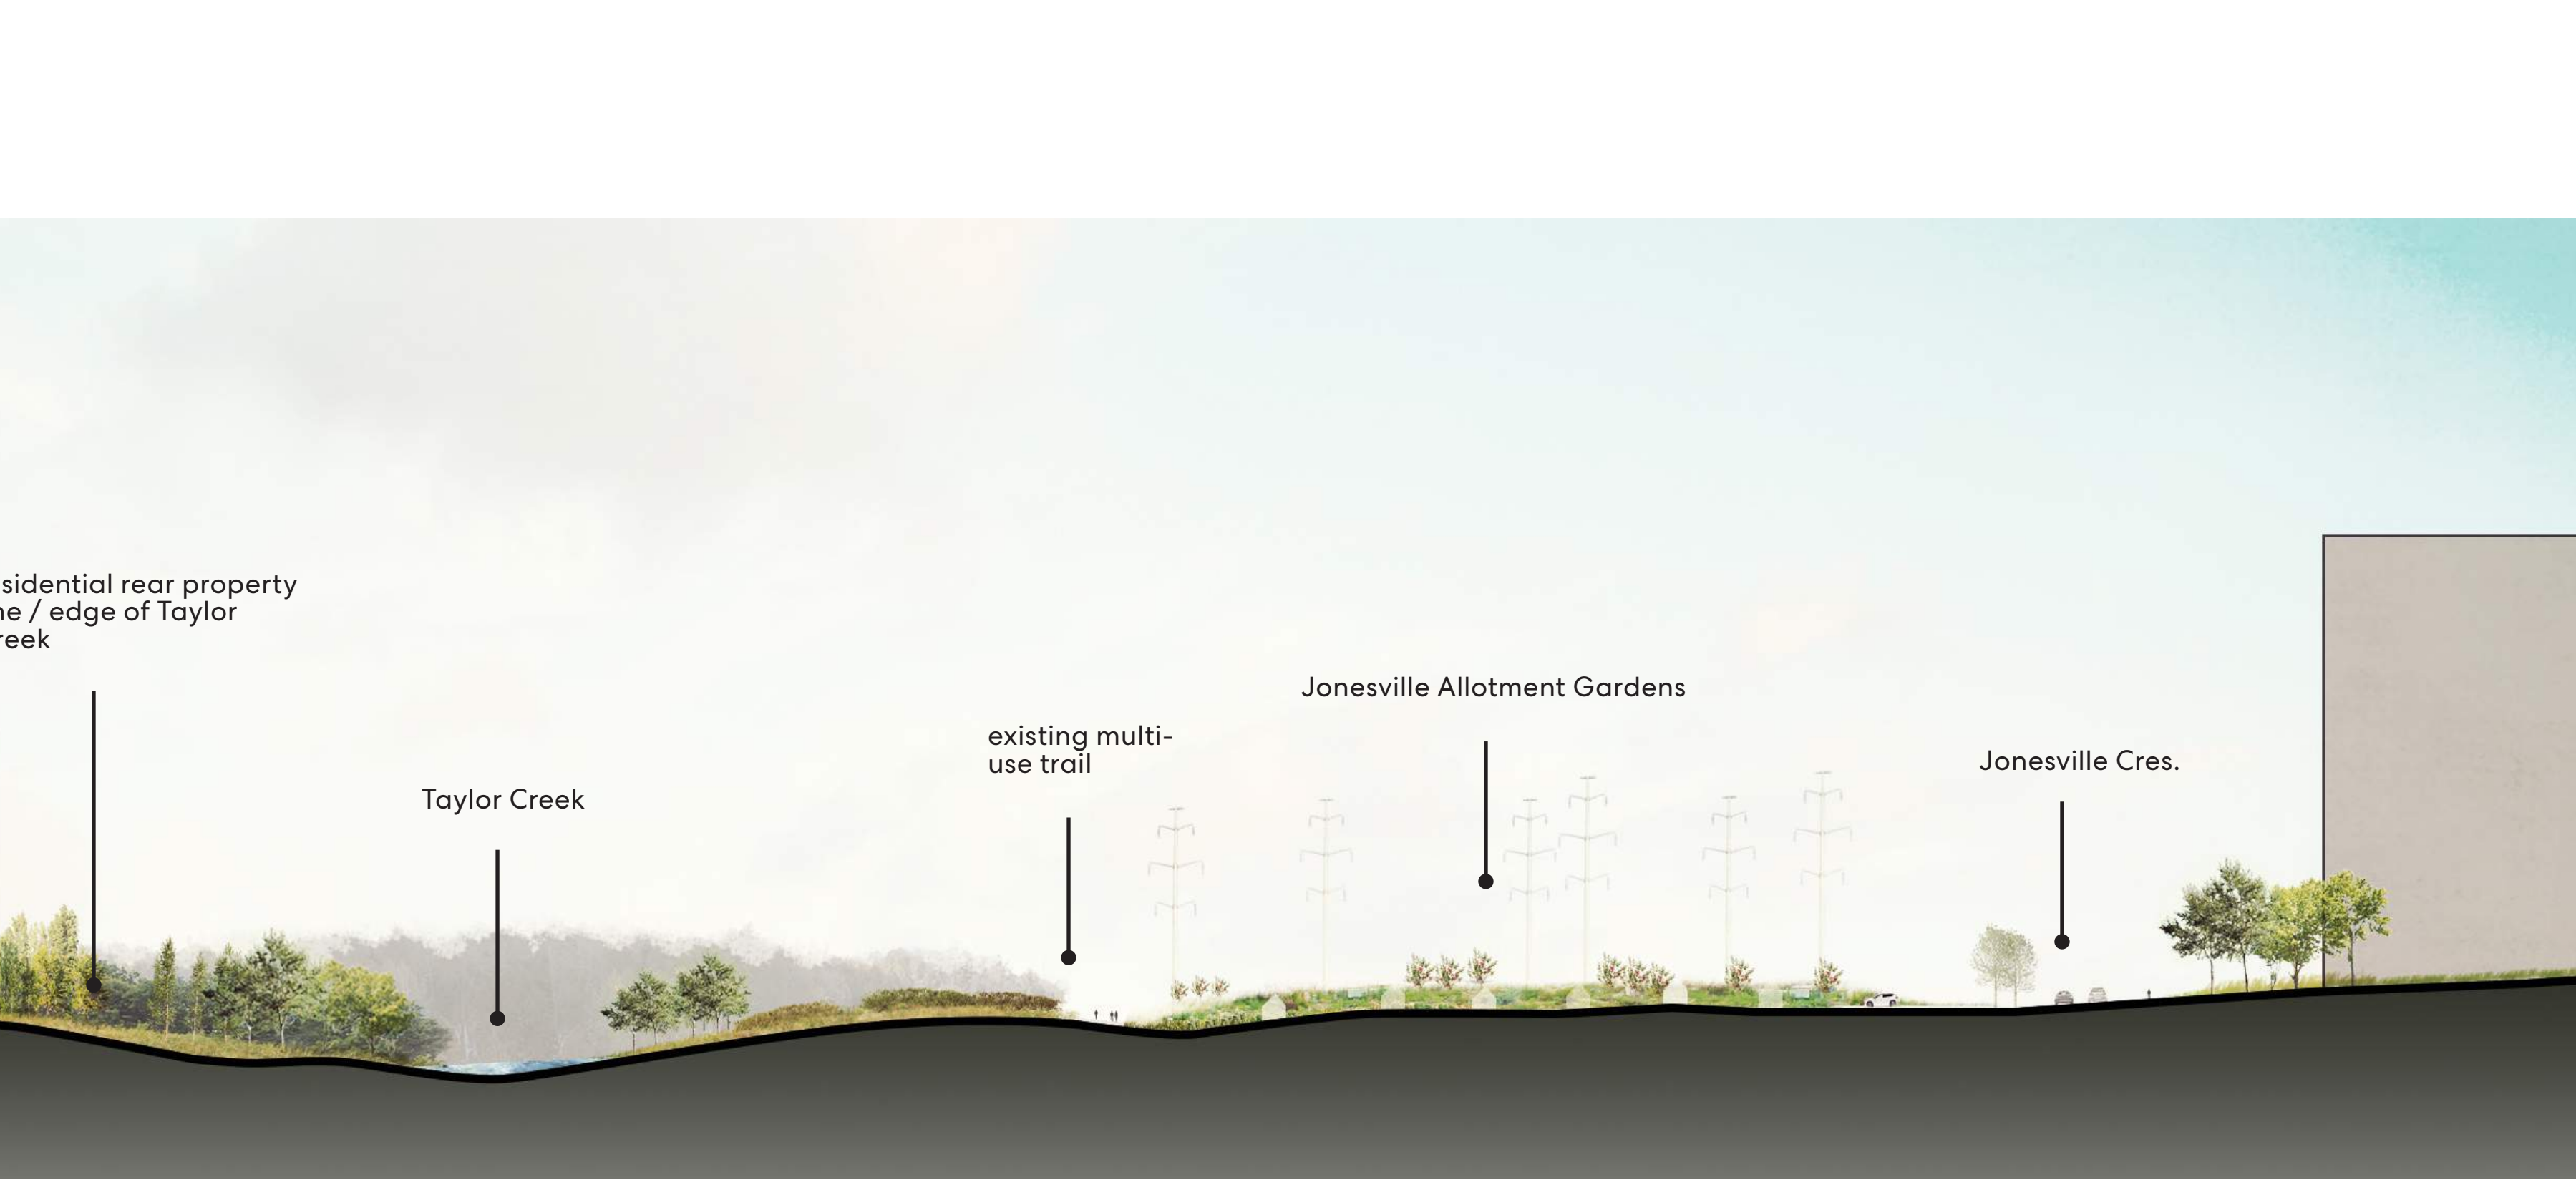 sidential rear property
ne / edge of Taylor
reek
Taylor Creek
existing multi-
use trail
Jonesville Allotment Gardens
Jonesville Cres.